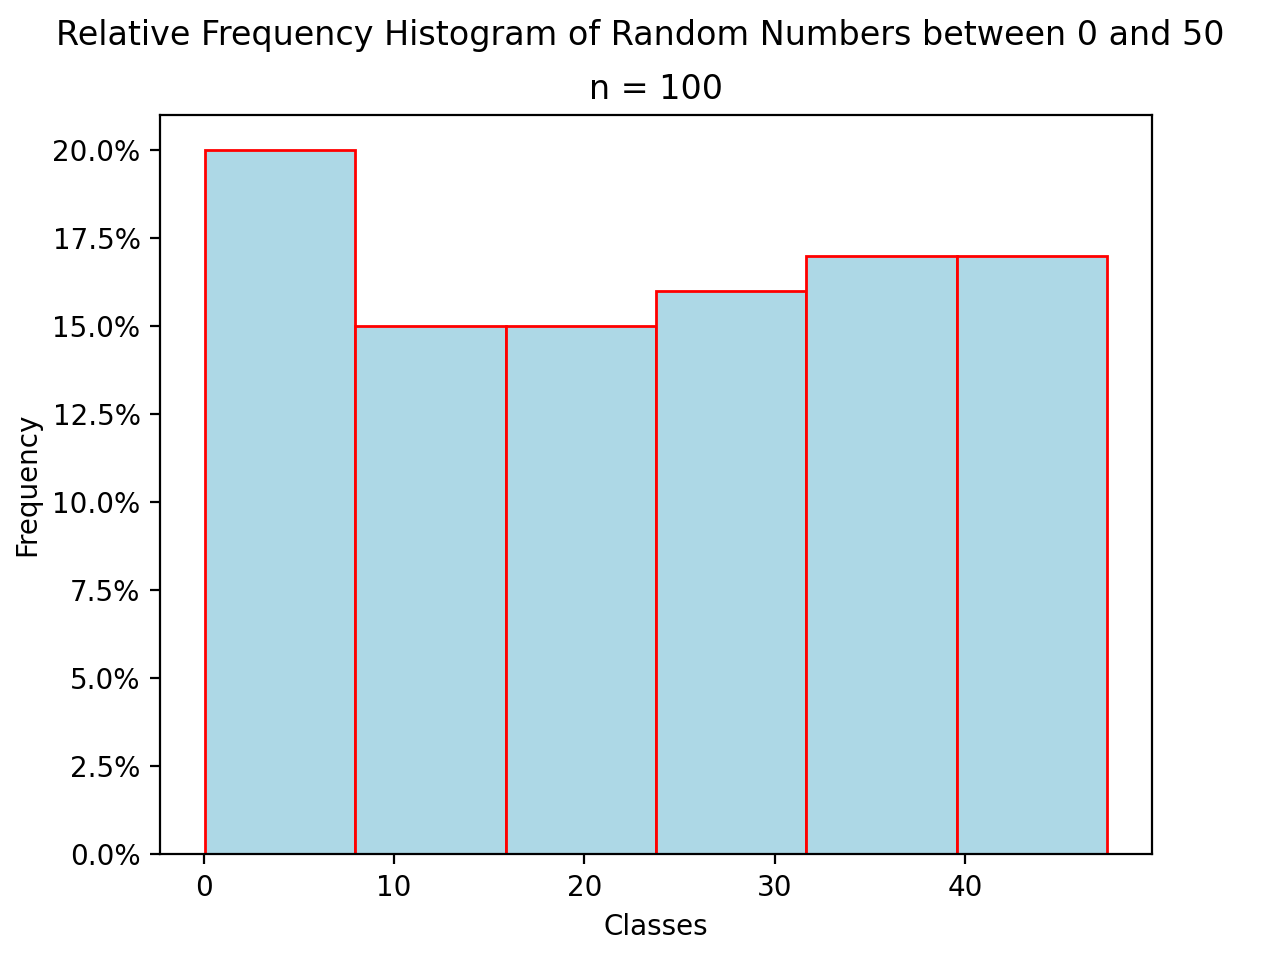 Relative Frequency Histogram of Random Numbers between 0 and 50
n = 100
20.0%
17.5%
15.0%
12.5%
10.0%
7.5%
5.0%
2.5%
0.0%
Frequency
0 10 20 30 40
Classes